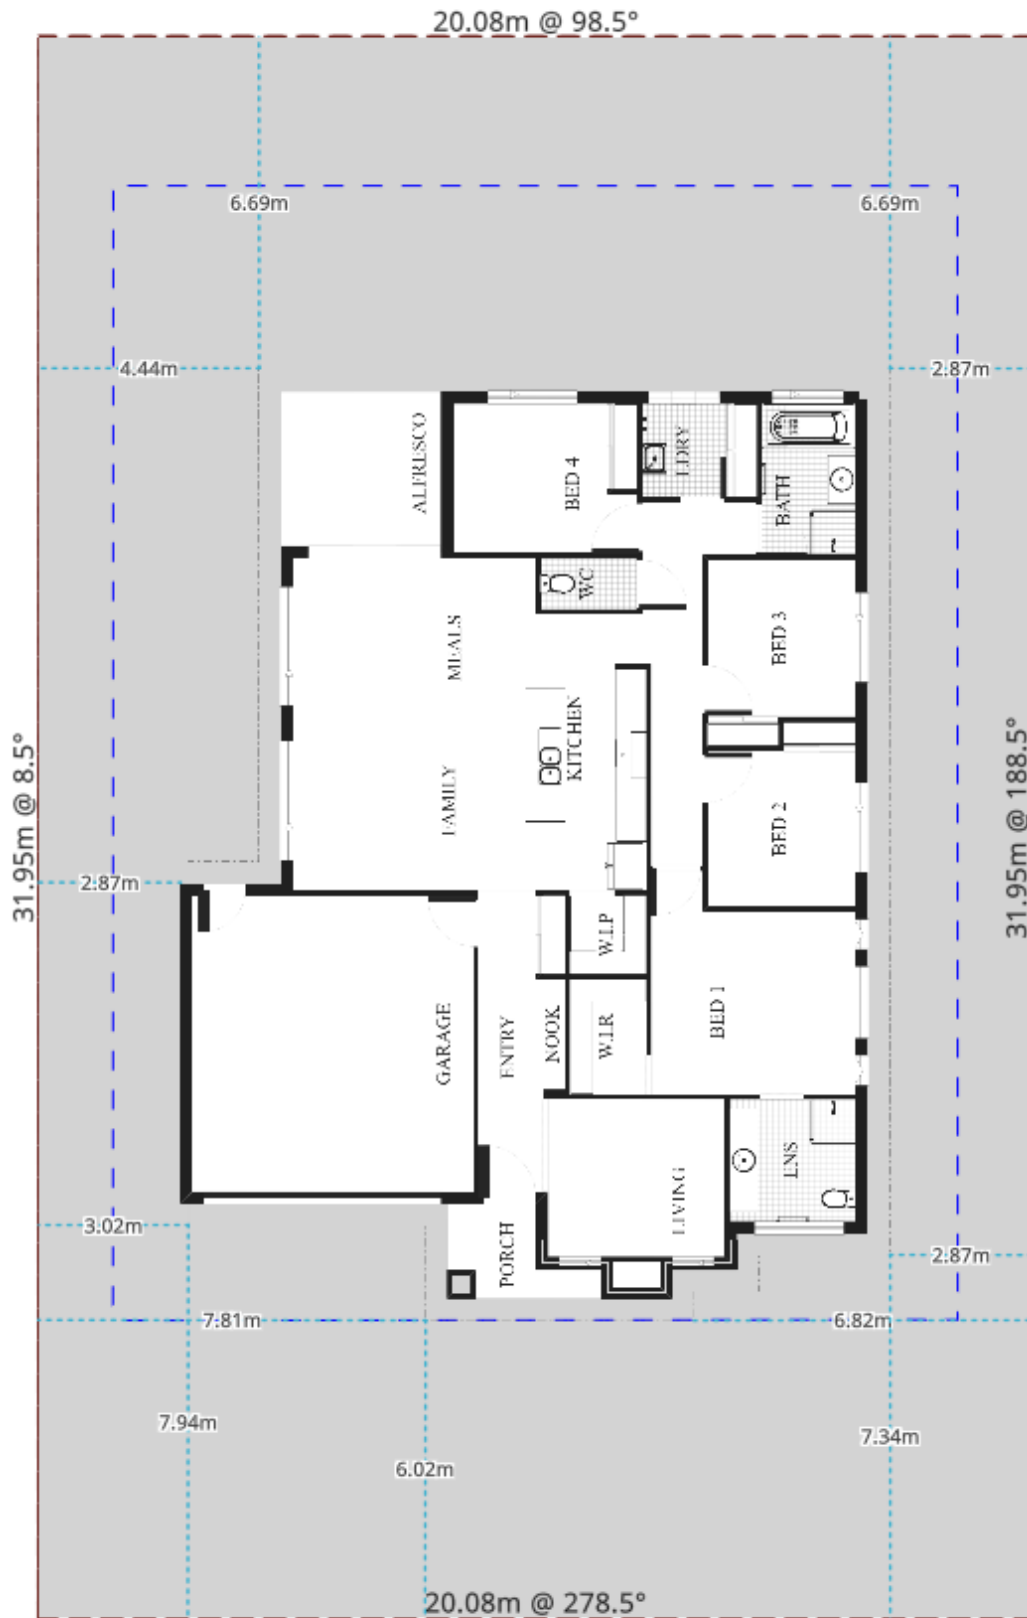 20.08m @ 98.5°
6.69m
6.69m
4.44m
2.87m
ALFRESCO
BED 4
LDRY
BATH
WC
MEALS
BED 3
KITCHEN
FAMILY
BED 2
31.95m @ 8.5°
31.95m @ 188.5°
2.87m
W.I.P
GARAGE
ENTRY
NOOK
W.I.R
BED 1
LIVING
ENS
PORCH
3.02m
2.87m
7.81m
6.82m
7.94m
7.34m
6.02m
20.08m @ 278.5°